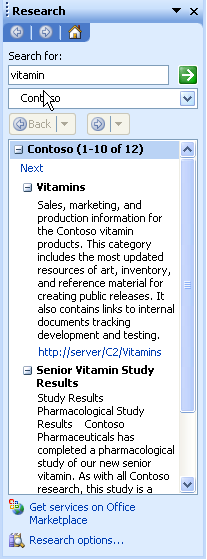 Research
Search for:
vitamin
Contoso
Back
Contoso (1-10 of 12)
Next
Vitamins
Sales, marketing, and
production information for
the Contoso vitamin
products. This category
includes the most updated
resources of art, inventory,
and reference material for
creating public releases. It
also contains links to internal
documents tracking
development and testing.
http://server/C2/Vitamins
Senior Vitamin Study
Results
Study Results
Pharmacological Study
Results Contoso
Pharmaceuticals has
completed a pharmacological
study of our new senior
vitamin. As with all Contoso
research, this study is a
Get services on Office
Marketplace
Research options...